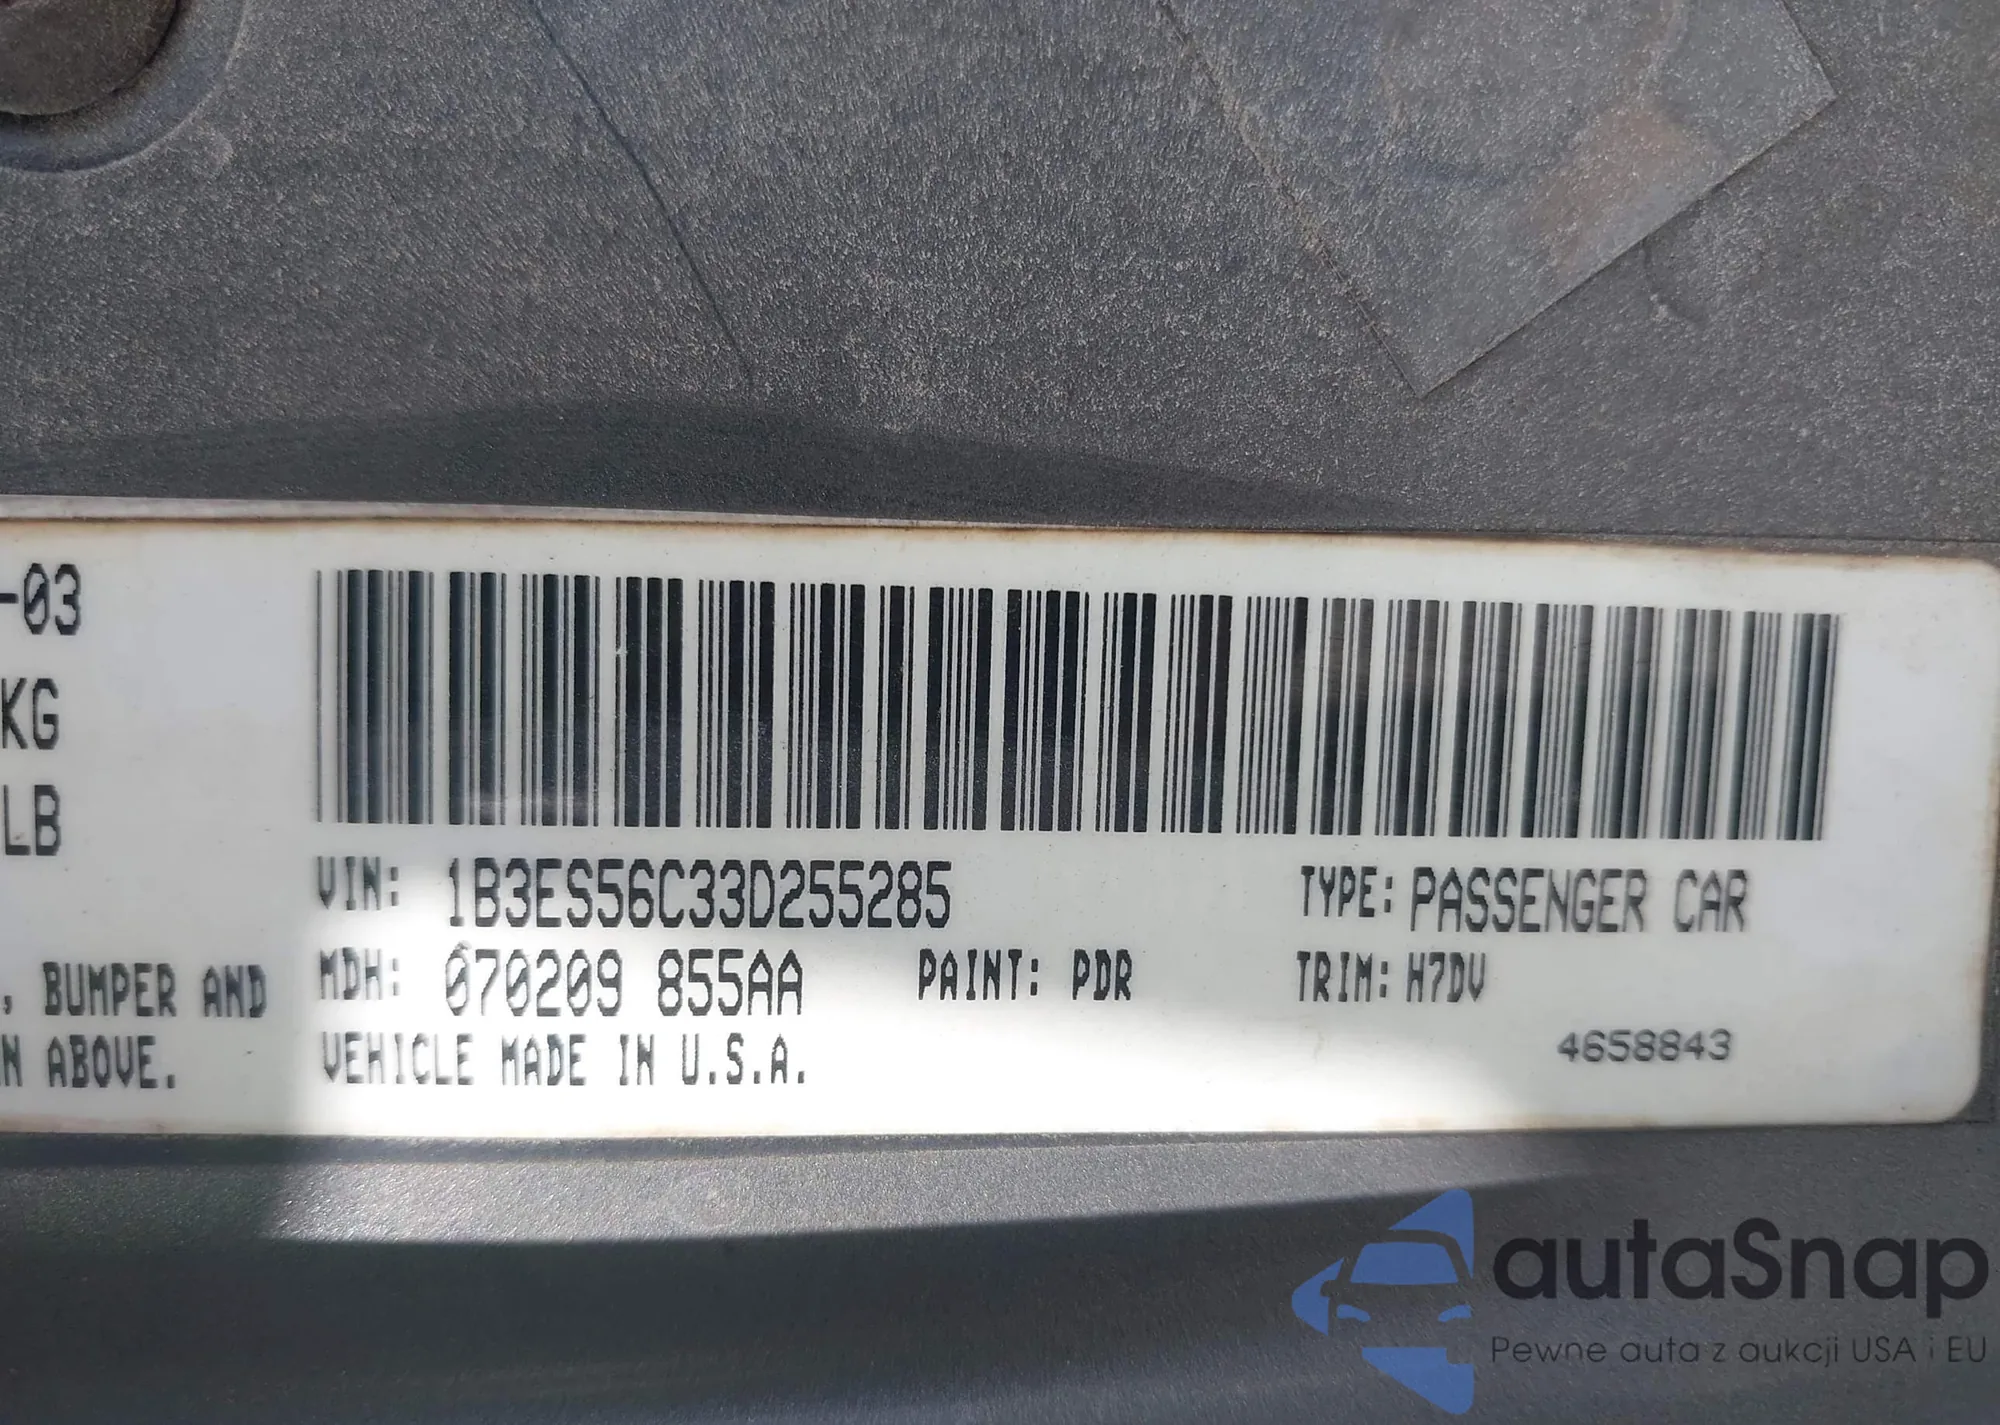 -03
KG
LB
VIN: 1B3ES56C33D255285
TYPE: PASSENGER CAR
MDH: 070209 855AA
PAINT: PDR
TRIM: H7DV
, BUMPER AND
N ABOVE.
VEHICLE MADE IN U.S.A.
4658843
autaSnap
Pewne auta z aukcji USA i EU